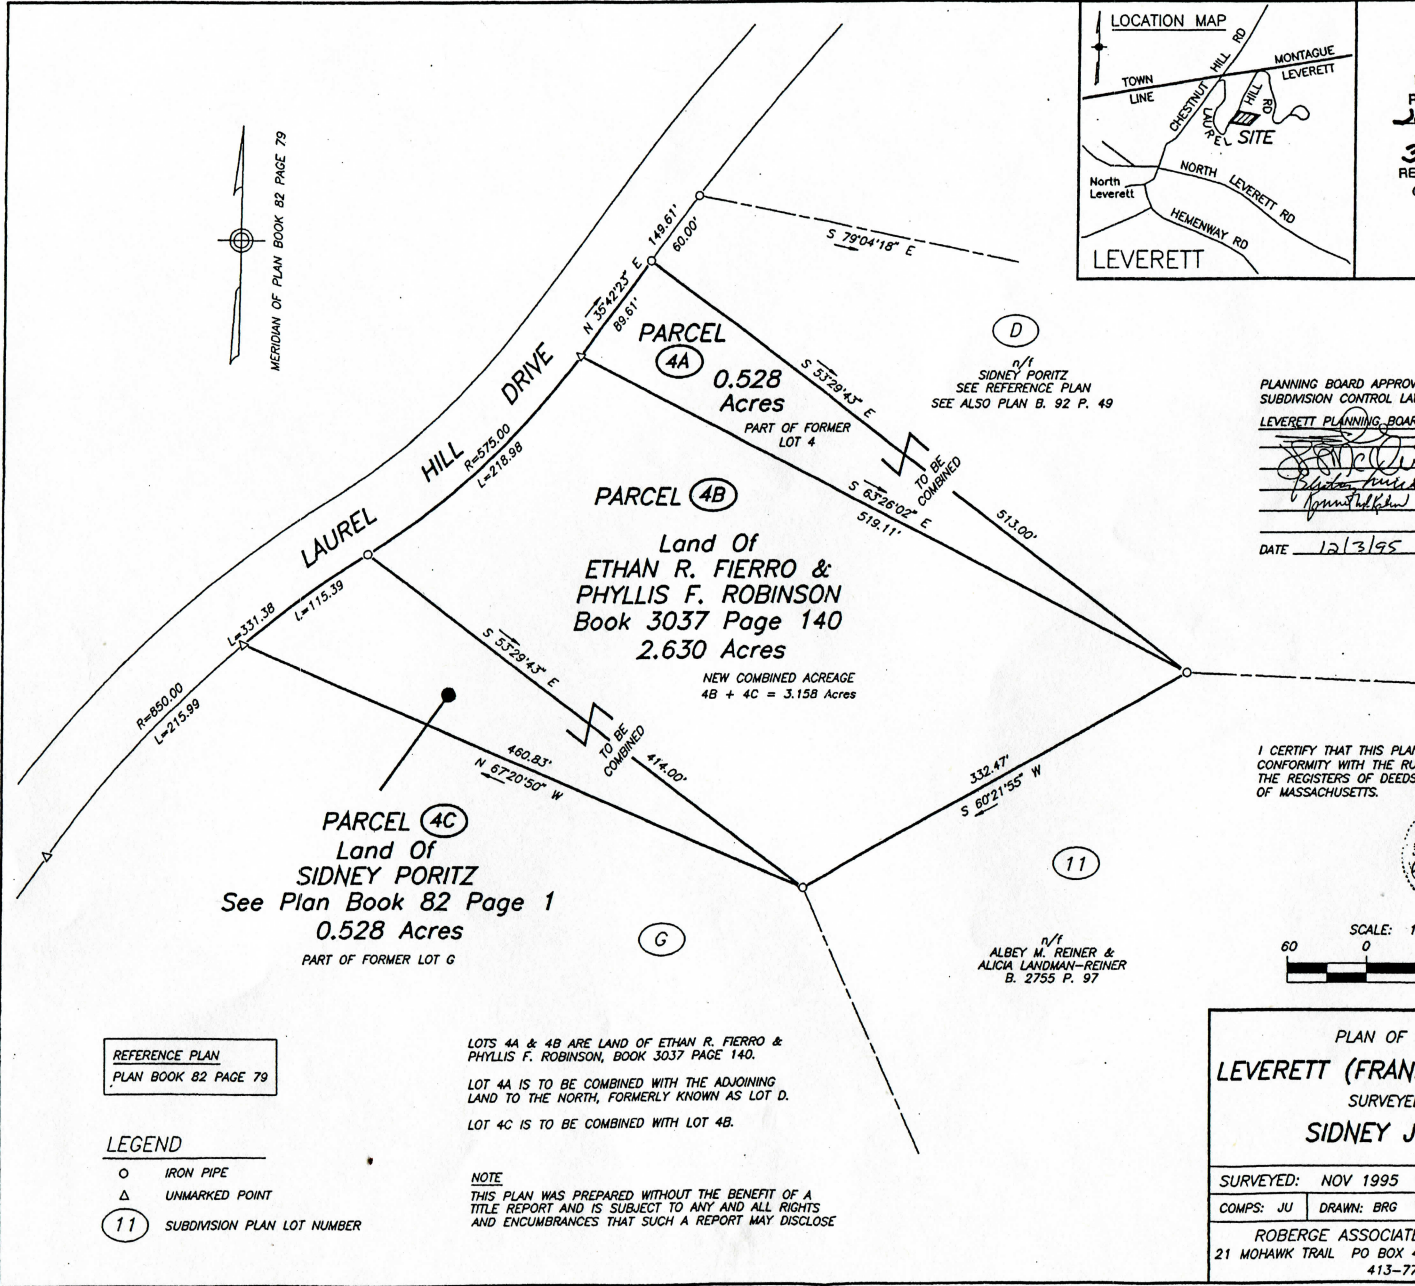 LOCATION MAP
MONTAGUE
LEVERETT
TOWN
LINE
CHESTNUT HILL RD
LAUREL HILL RD
SITE
North
Leverett
NORTH LEVERETT RD
HEMENWAY RD
LEVERETT
MERIDIAN OF PLAN BOOK 82 PAGE 79
149.61'
60.00'
S 79°04'18" E
N 35°42'23" E
89.61'
PARCEL
4A
0.528
Acres
PART OF FORMER
LOT 4
S 53°29'43" E
TO BE
COMBINED
513.00'
D
n/f
SIDNEY PORITZ
SEE REFERENCE PLAN
SEE ALSO PLAN B. 92 P. 49
PLANNING BOARD APPROV
SUBDIVISION CONTROL LA
LEVERETT PLANNING BOAR
DATE 12/3/95
LAUREL HILL DRIVE
R=575.00
L=218.98
S 63°26'02" E
519.11'
PARCEL 4B
Land Of
ETHAN R. FIERRO &
PHYLLIS F. ROBINSON
Book 3037 Page 140
2.630 Acres
NEW COMBINED ACREAGE
4B + 4C = 3.158 Acres
L=331.38
L=115.39
R=850.00
L=215.99
S 53°29'43" E
TO BE
COMBINED
414.00'
460.83'
N 67°20'50" W
332.47'
S 60°21'55" W
PARCEL 4C
Land Of
SIDNEY PORITZ
See Plan Book 82 Page 1
0.528 Acres
PART OF FORMER LOT G
G
11
n/f
ALBEY M. REINER &
ALICIA LANDMAN-REINER
B. 2755 P. 97
I CERTIFY THAT THIS PLA
CONFORMITY WITH THE RU
THE REGISTERS OF DEEDS
OF MASSACHUSETTS.
SCALE: 1
60 0
REFERENCE PLAN
PLAN BOOK 82 PAGE 79
LEGEND
IRON PIPE
UNMARKED POINT
11 SUBDIVISION PLAN LOT NUMBER
LOTS 4A & 4B ARE LAND OF ETHAN R. FIERRO &
PHYLLIS F. ROBINSON, BOOK 3037 PAGE 140.
LOT 4A IS TO BE COMBINED WITH THE ADJOINING
LAND TO THE NORTH, FORMERLY KNOWN AS LOT D.
LOT 4C IS TO BE COMBINED WITH LOT 4B.
NOTE
THIS PLAN WAS PREPARED WITHOUT THE BENEFIT OF A
TITLE REPORT AND IS SUBJECT TO ANY AND ALL RIGHTS
AND ENCUMBRANCES THAT SUCH A REPORT MAY DISCLOSE
PLAN OF
LEVERETT (FRAN
SURVEYE
SIDNEY J
SURVEYED: NOV 1995
COMPS: JU DRAWN: BRG
ROBERGE ASSOCIAT
21 MOHAWK TRAIL PO BOX 4
413-77